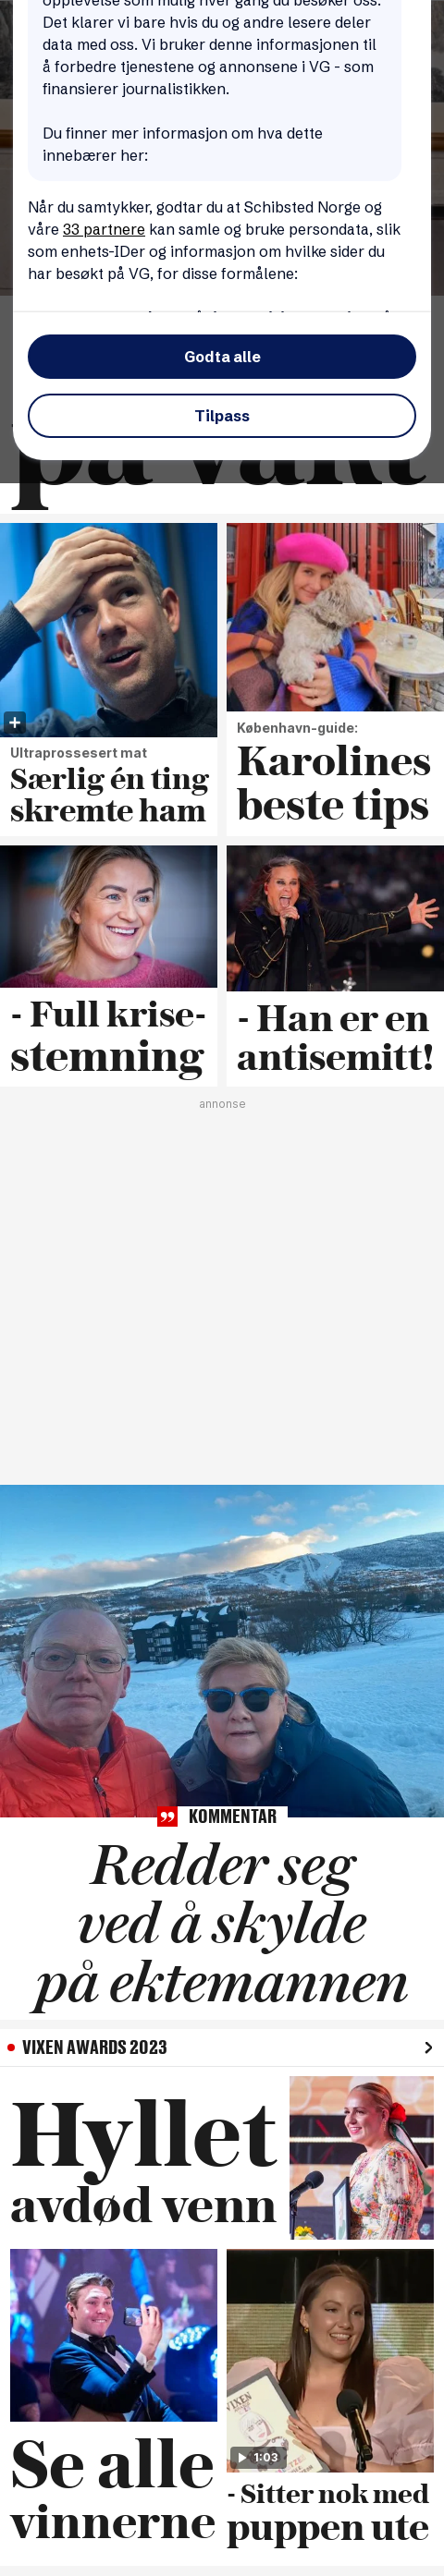 opplevelse som mulig hver gang du besøker oss.
Det klarer vi bare hvis du og andre lesere deler
data med oss. Vi bruker denne informasjonen til
å forbedre tjenestene og annonsene i VG - som
finansierer journalistikken.
Du finner mer informasjon om hva dette
innebærer her:
Når du samtykker, godtar du at Schibsted Norge og
våre 33 partnere kan samle og bruke persondata, slik
som enhets-IDer og informasjon om hvilke sider du
har besøkt på VG, for disse formålene:
Godta alle
Tilpass
på vakt
Ultraprossesert mat
Særlig én ting
skremte ham
København-guide:
Karolines
beste tips
- Full krise-
stemning
- Han er en
antisemitt!
annonse
KOMMENTAR
Redder seg
ved å skylde
på ektemannen
VIXEN AWARDS 2023
Hyllet
avdød venn
Se alle
vinnerne
1:03
- Sitter nok med
puppen ute